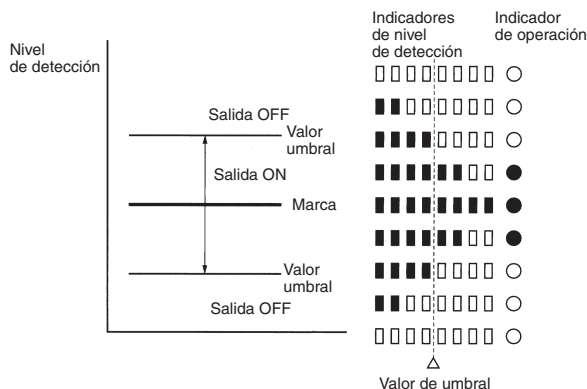 Nivel
de detección
Indicadores
de nivel
de detección
Indicador
de operación
Salida OFF
Valor
umbral
Salida ON
Marca
Valor
umbral
Salida OFF
Valor de umbral